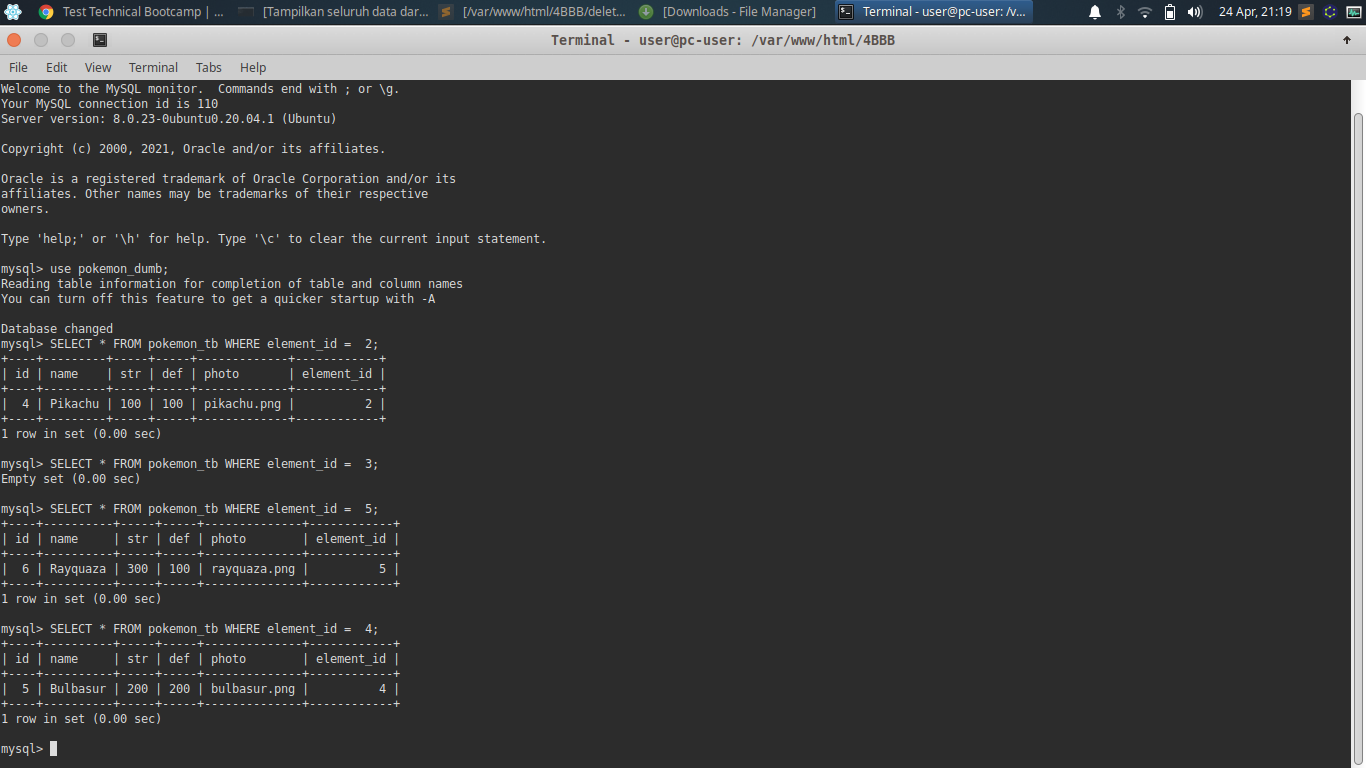 Test Technical Bootcamp | ... [Tampilkan seluruh data dar... [/var/www/html/4BBB/delet... [Downloads - File Manager] Terminal - user@pc-user: /v... 24 Apr, 21:19
Terminal - user@pc-user: /var/www/html/4BBB
File Edit View Terminal Tabs Help
Welcome to the MySQL monitor.  Commands end with ; or \g.
Your MySQL connection id is 110
Server version: 8.0.23-0ubuntu0.20.04.1 (Ubuntu)
Copyright (c) 2000, 2021, Oracle and/or its affiliates.
Oracle is a registered trademark of Oracle Corporation and/or its
affiliates. Other names may be trademarks of their respective
owners.
Type 'help;' or '\h' for help. Type '\c' to clear the current input statement.
mysql> use pokemon_dumb;
Reading table information for completion of table and column names
You can turn off this feature to get a quicker startup with -A
Database changed
mysql> SELECT * FROM pokemon_tb WHERE element_id =  2;
+----+---------+-----+-----+-------------+------------+
| id | name    | str | def | photo       | element_id |
+----+---------+-----+-----+-------------+------------+
|  4 | Pikachu | 100 | 100 | pikachu.png |          2 |
+----+---------+-----+-----+-------------+------------+
1 row in set (0.00 sec)
mysql> SELECT * FROM pokemon_tb WHERE element_id =  3;
Empty set (0.00 sec)
mysql> SELECT * FROM pokemon_tb WHERE element_id =  5;
+----+----------+-----+-----+--------------+------------+
| id | name     | str | def | photo        | element_id |
+----+----------+-----+-----+--------------+------------+
|  6 | Rayquaza | 300 | 100 | rayquaza.png |          5 |
+----+----------+-----+-----+--------------+------------+
1 row in set (0.00 sec)
mysql> SELECT * FROM pokemon_tb WHERE element_id =  4;
+----+----------+-----+-----+--------------+------------+
| id | name     | str | def | photo        | element_id |
+----+----------+-----+-----+--------------+------------+
|  5 | Bulbasur | 200 | 200 | bulbasur.png |          4 |
+----+----------+-----+-----+--------------+------------+
1 row in set (0.00 sec)
mysql>